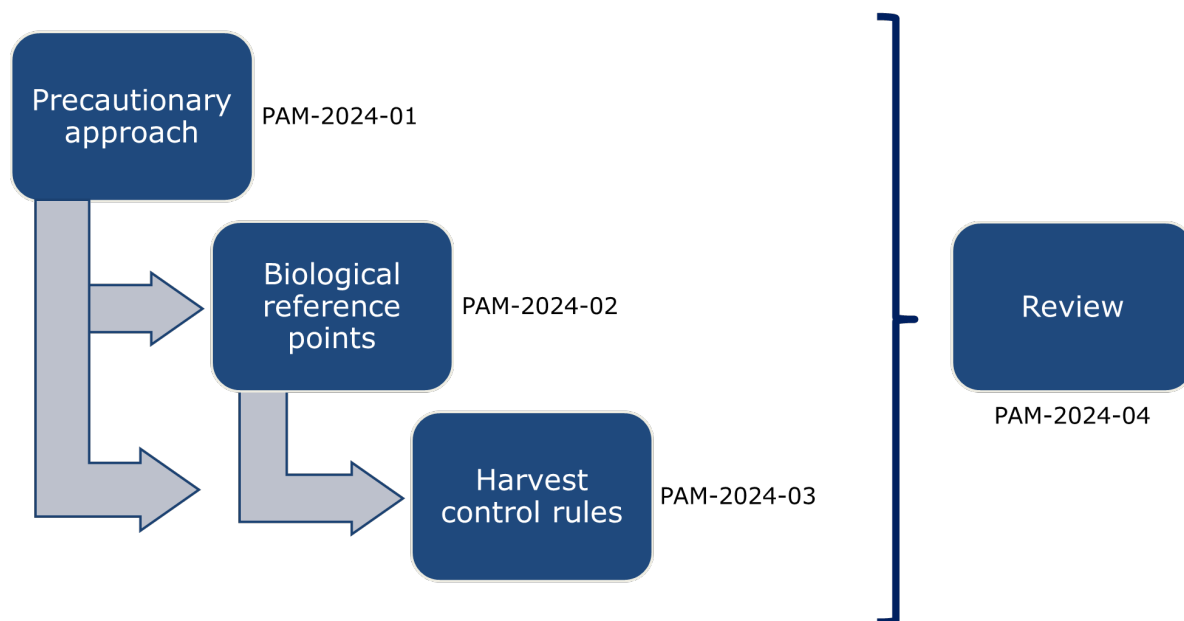 Precautionary
approach
PAM-2024-01
Biological
reference
points
PAM-2024-02
Harvest
control rules
PAM-2024-03
Review
PAM-2024-04